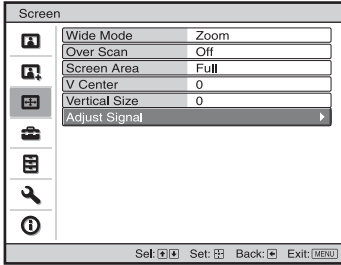 Screen
Wide Mode Zoom
Over Scan Off
Screen Area Full
V Center 0
Vertical Size 0
Adjust Signal
Sel: Set: Back: Exit: MENU